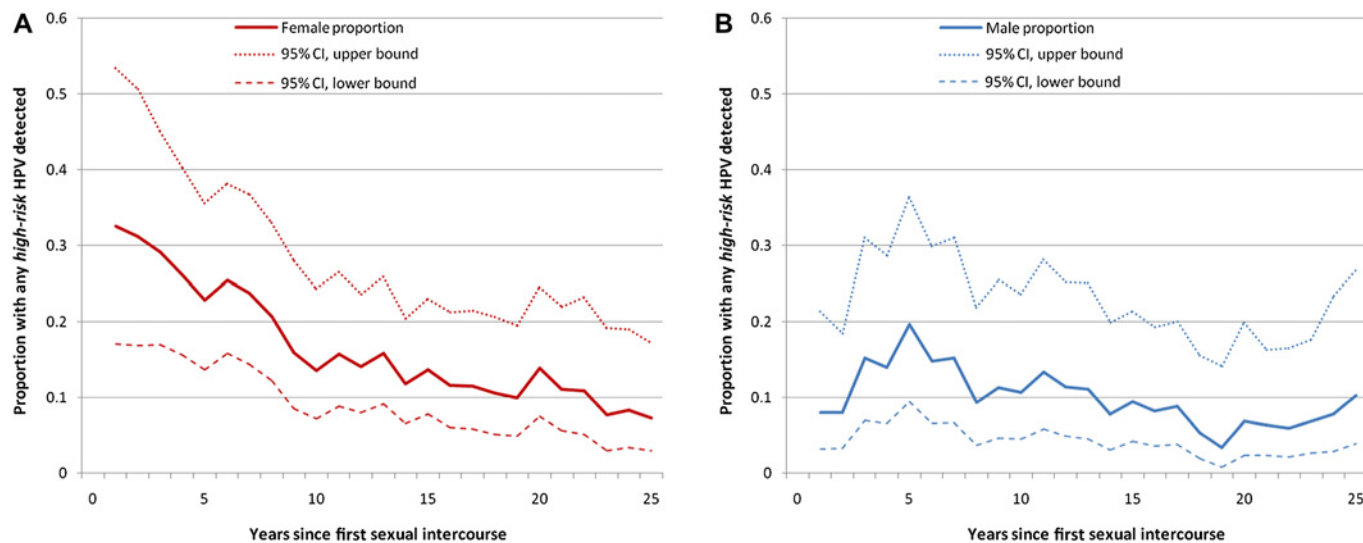 A
Female proportion
95% CI, upper bound
95% CI, lower bound
0.6
0.5
0.4
0.3
0.2
0.1
0
Proportion with any high-risk HPV detected
0 5 10 15 20 25
Years since first sexual intercourse
B
Male proportion
95% CI, upper bound
95% CI, lower bound
0.6
0.5
0.4
0.3
0.2
0.1
0
Proportion with any high-risk HPV detected
0 5 10 15 20 25
Years since first sexual intercourse